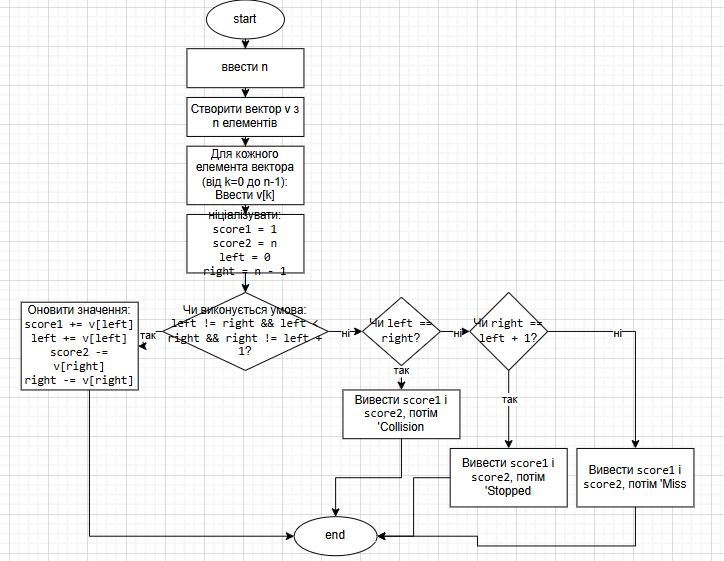 start
ввести n
Створити вектор v з
n елементів
Для кожного
елемента вектора
(від k=0 до n-1):
Ввести v[k]
ніціалізувати:
score1 = 1
score2 = n
left = 0
right = n - 1
Чи виконується умова:
left != right && left <
right && right != left +
1?
так
Оновити значення:
score1 += v[left]
left += v[left]
score2 -=
v[right]
right -= v[right]
ні
Чи left ==
right?
ні
Чи right ==
left + 1?
ні
так
Вивести score1 і
score2, потім
'Collision
так
Вивести score1 і
score2, потім
'Stopped
Вивести score1 і
score2, потім 'Miss
end